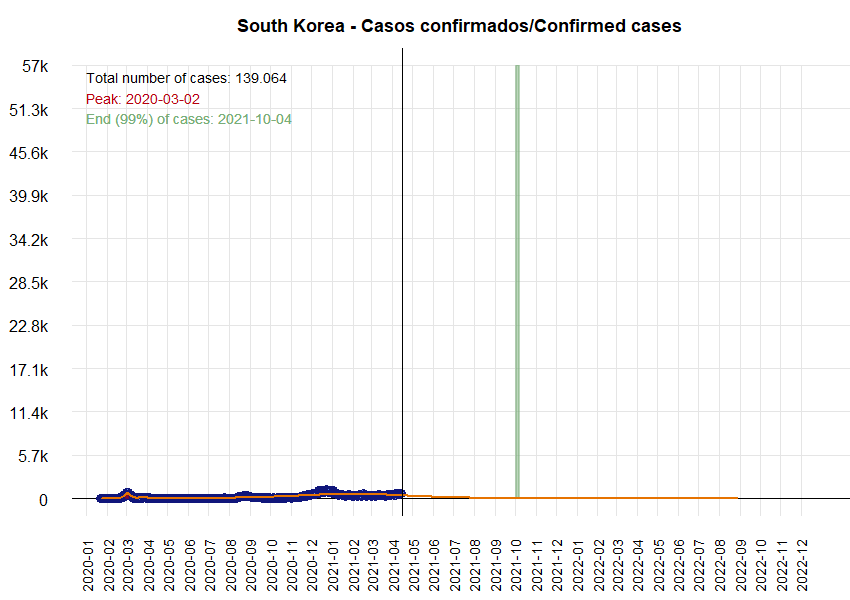 South Korea - Casos confirmados/Confirmed cases
57k
Total number of cases: 139.064
Peak: 2020-03-02
End (99%) of cases: 2021-10-04
51.3k
45.6k
39.9k
34.2k
28.5k
22.8k
17.1k
11.4k
5.7k
0
2020-01
2020-02
2020-03
2020-04
2020-05
2020-06
2020-07
2020-08
2020-09
2020-10
2020-11
2020-12
2021-01
2021-02
2021-03
2021-04
2021-05
2021-06
2021-07
2021-08
2021-09
2021-10
2021-11
2021-12
2022-01
2022-02
2022-03
2022-04
2022-05
2022-06
2022-07
2022-08
2022-09
2022-10
2022-11
2022-12